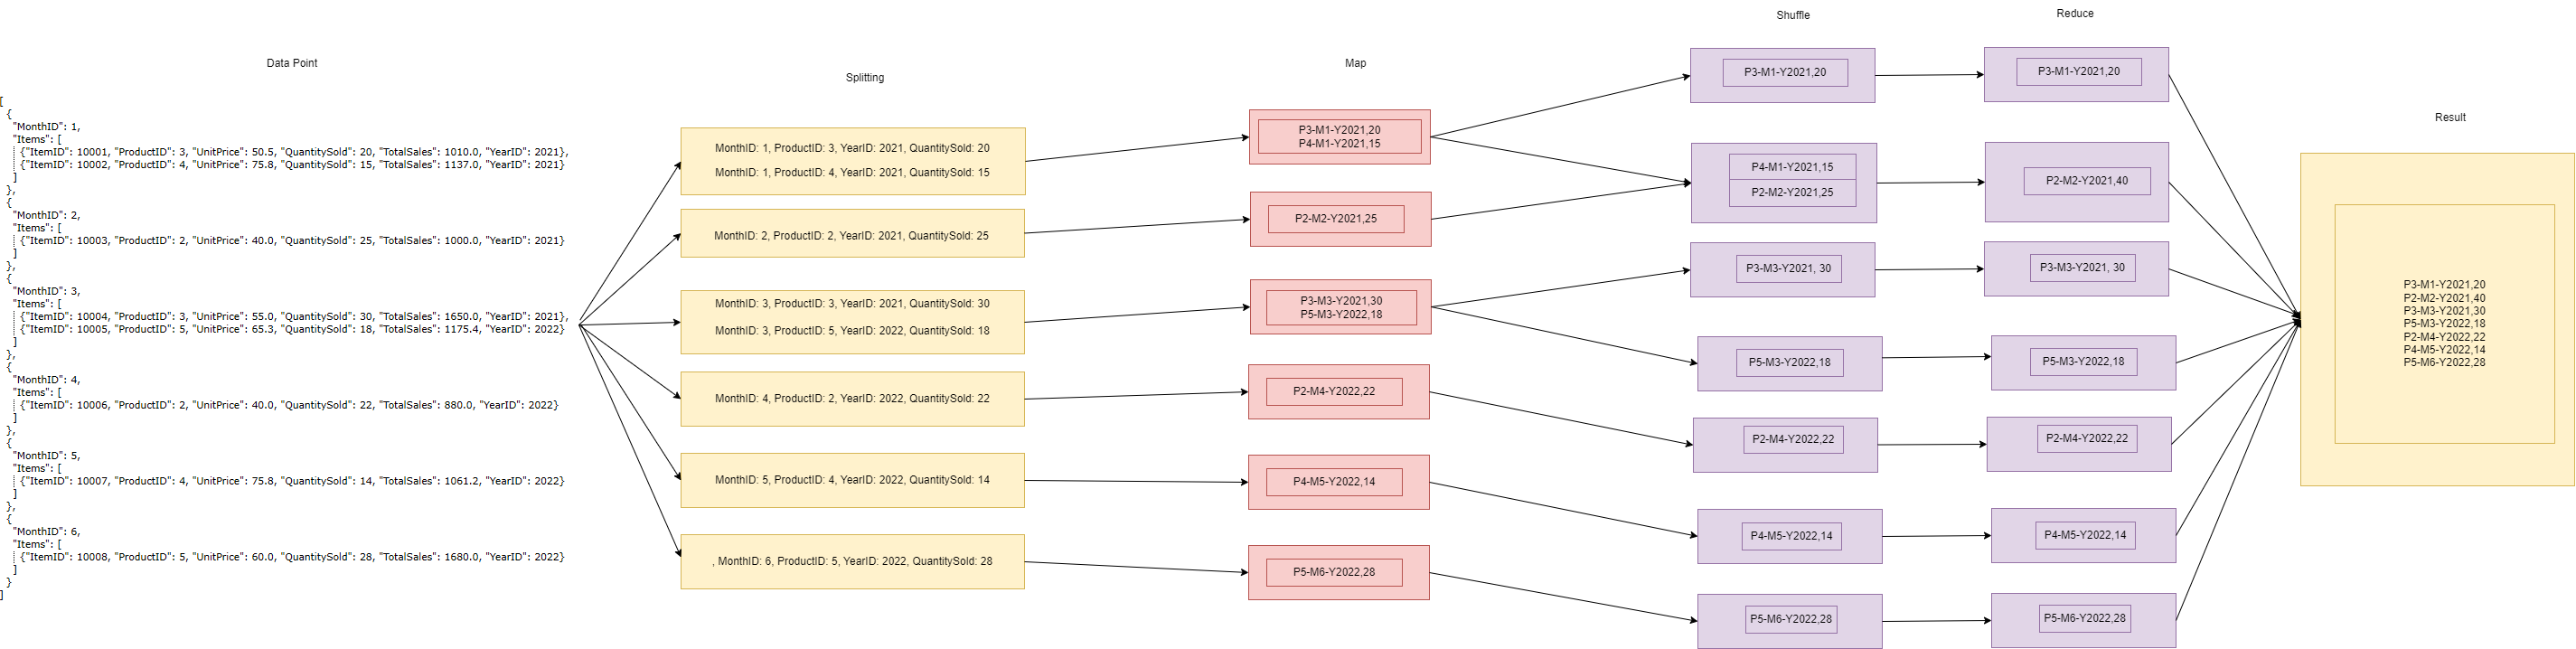 Data Point
[
{
"MonthID": 1,
"Items": [
{"ItemID": 10001, "ProductID": 3, "UnitPrice": 50.5, "QuantitySold": 20, "TotalSales": 1010.0, "YearID": 2021},
{"ItemID": 10002, "ProductID": 4, "UnitPrice": 75.8, "QuantitySold": 15, "TotalSales": 1137.0, "YearID": 2021}
]
},
{
"MonthID": 2,
"Items": [
{"ItemID": 10003, "ProductID": 2, "UnitPrice": 40.0, "QuantitySold": 25, "TotalSales": 1000.0, "YearID": 2021}
]
},
{
"MonthID": 3,
"Items": [
{"ItemID": 10004, "ProductID": 3, "UnitPrice": 55.0, "QuantitySold": 30, "TotalSales": 1650.0, "YearID": 2021},
{"ItemID": 10005, "ProductID": 5, "UnitPrice": 65.3, "QuantitySold": 18, "TotalSales": 1175.4, "YearID": 2022}
]
},
{
"MonthID": 4,
"Items": [
{"ItemID": 10006, "ProductID": 2, "UnitPrice": 40.0, "QuantitySold": 22, "TotalSales": 880.0, "YearID": 2022}
]
},
{
"MonthID": 5,
"Items": [
{"ItemID": 10007, "ProductID": 4, "UnitPrice": 75.8, "QuantitySold": 14, "TotalSales": 1061.2, "YearID": 2022}
]
},
{
"MonthID": 6,
"Items": [
{"ItemID": 10008, "ProductID": 5, "UnitPrice": 60.0, "QuantitySold": 28, "TotalSales": 1680.0, "YearID": 2022}
]
}
]
Splitting
MonthID: 1, ProductID: 3, YearID: 2021, QuantitySold: 20
MonthID: 1, ProductID: 4, YearID: 2021, QuantitySold: 15
MonthID: 2, ProductID: 2, YearID: 2021, QuantitySold: 25
MonthID: 3, ProductID: 3, YearID: 2021, QuantitySold: 30
MonthID: 3, ProductID: 5, YearID: 2022, QuantitySold: 18
MonthID: 4, ProductID: 2, YearID: 2022, QuantitySold: 22
MonthID: 5, ProductID: 4, YearID: 2022, QuantitySold: 14
, MonthID: 6, ProductID: 5, YearID: 2022, QuantitySold: 28
Map
P3-M1-Y2021,20
P4-M1-Y2021,15
P2-M2-Y2021,25
P3-M3-Y2021,30
P5-M3-Y2022,18
P2-M4-Y2022,22
P4-M5-Y2022,14
P5-M6-Y2022,28
Shuffle
P3-M1-Y2021,20
P4-M1-Y2021,15
P2-M2-Y2021,25
P3-M3-Y2021, 30
P5-M3-Y2022,18
P2-M4-Y2022,22
P4-M5-Y2022,14
P5-M6-Y2022,28
Reduce
P3-M1-Y2021,20
P2-M2-Y2021,40
P3-M3-Y2021, 30
P5-M3-Y2022,18
P2-M4-Y2022,22
P4-M5-Y2022,14
P5-M6-Y2022,28
Result
P3-M1-Y2021,20
P2-M2-Y2021,40
P3-M3-Y2021,30
P5-M3-Y2022,18
P2-M4-Y2022,22
P4-M5-Y2022,14
P5-M6-Y2022,28